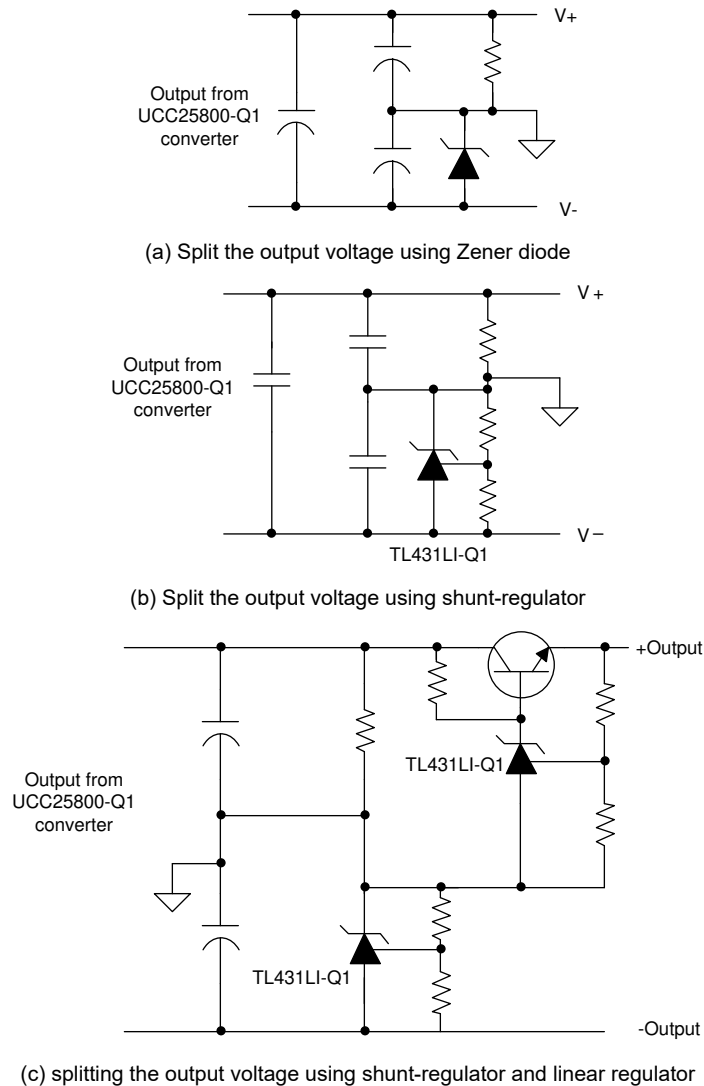 V+
Output from
UCC25800-Q1
converter
V-
(a) Split the output voltage using Zener diode
V +
Output from
UCC25800-Q1
converter
V −
TL431LI-Q1
(b) Split the output voltage using shunt-regulator
+Output
TL431LI-Q1
Output from
UCC25800-Q1
converter
TL431LI-Q1
-Output
(c) splitting the output voltage using shunt-regulator and linear regulator